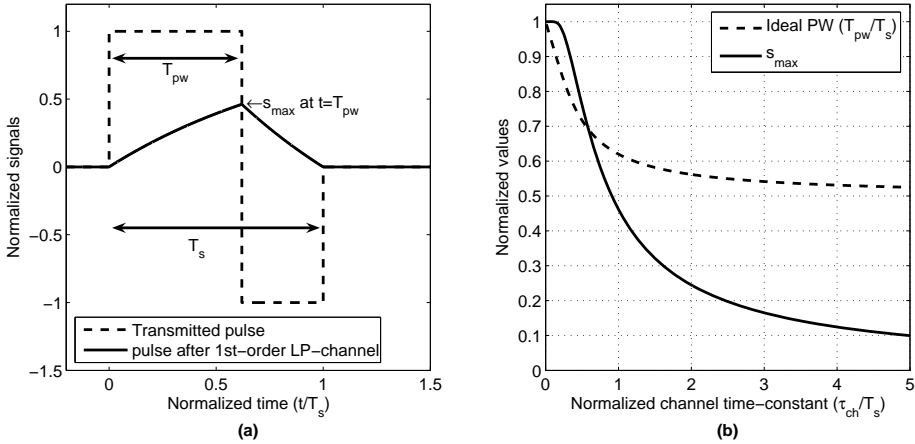 1
0.5
0
−0.5
−1
−1.5
Normalized signals
T_pw
←s_max at t=T_pw
T_s
Transmitted pulse
pulse after 1st−order LP−channel
0 0.5 1 1.5
Normalized time (t/T_s)
(a)
1
0.9
0.8
0.7
0.6
0.5
0.4
0.3
0.2
0.1
0
Normalized values
Ideal PW (T_pw/T_s)
s_max
0 1 2 3 4 5
Normalized channel time−constant (τ_ch/T_s)
(b)